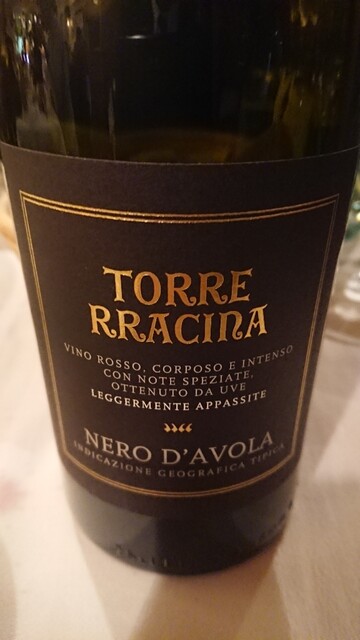 TORRE
RRACINA
VINO ROSSO, CORPOSO E INTENSO
CON NOTE SPEZIATE,
OTTENUTO DA UVE
LEGGERMENTE APPASSITE
NERO D'AVOLA
INDICAZIONE GEOGRAFICA TIPICA